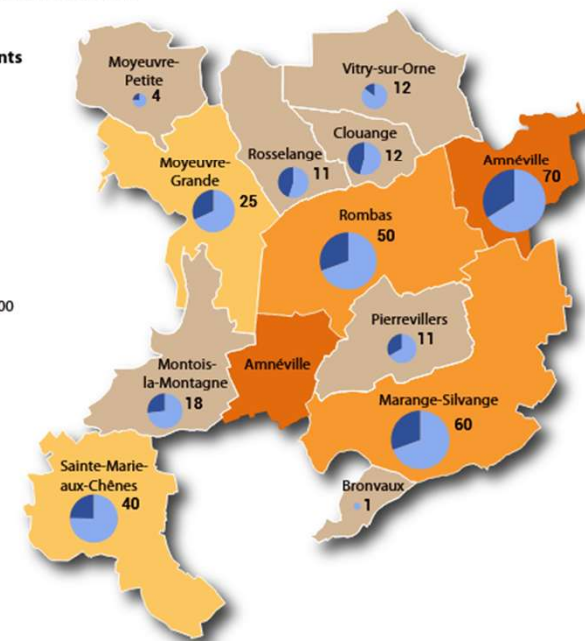 nts
Moyeuvre-
Petite
4
Vitry-sur-Orne
12
Clouange
12
Rosselange
11
Amnéville
70
Moyeuvre-
Grande
25
Rombas
50
00
Pierrevillers
11
Montois-
la-Montagne
18
Amnéville
Marange-Silvange
60
Sainte-Marie-
aux-Chênes
40
Bronvaux
1